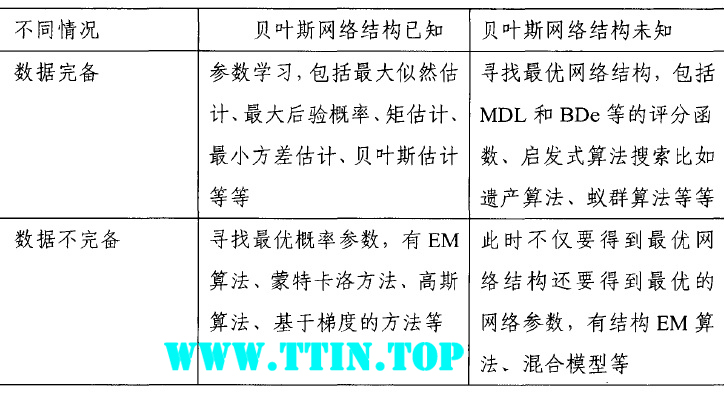 不同情况
贝叶斯网络结构已知
贝叶斯网络结构未知
数据完备
参数学习，包括最大似然估
计、最大后验概率、矩估计、
最小方差估计、贝叶斯估计
等等
寻找最优网络结构，包括
MDL 和 BDe 等的评分函
数、启发式算法搜索比如
遗产算法、蚁群算法等等
数据不完备
寻找最优概率参数，有 EM
算法、蒙特卡洛方法、高斯
算法、基于梯度的方法等
此时不仅要得到最优网
络结构还要得到最优的
网络参数，有结构 EM 算
法、混合模型等
WWW.TTIN.TOP